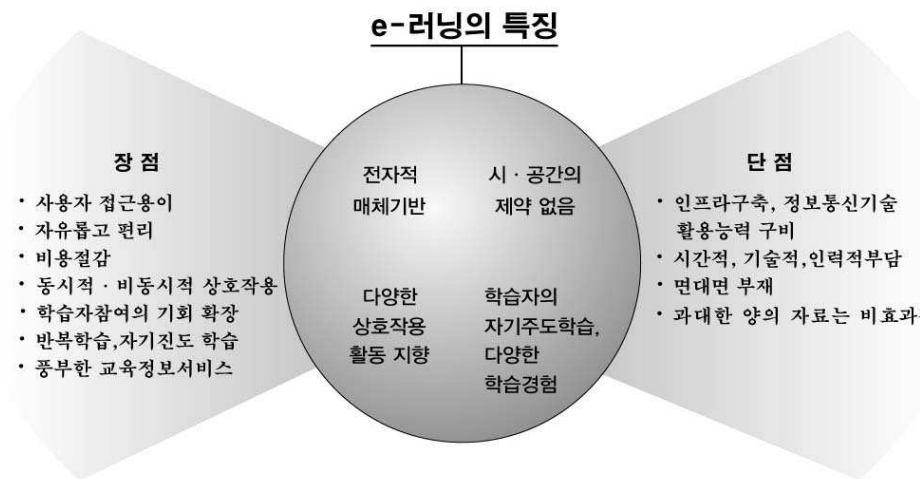 e-러닝의 특징
장 점
• 사용자 접근용이
• 자유롭고 편리
• 비용절감
• 동시적 · 비동시적 상호작용
• 학습자참여의 기회 확장
• 반복학습,자기진도 학습
• 풍부한 교육정보서비스
전자적
매체기반
시 · 공간의
제약 없음
다양한
상호작용
활동 지향
학습자의
자기주도학습,
다양한
학습경험
단 점
• 인프라구축, 정보통신기술
활용능력 구비
• 시간적, 기술적,인력적부담
• 면대면 부재
• 과대한 양의 자료는 비효과